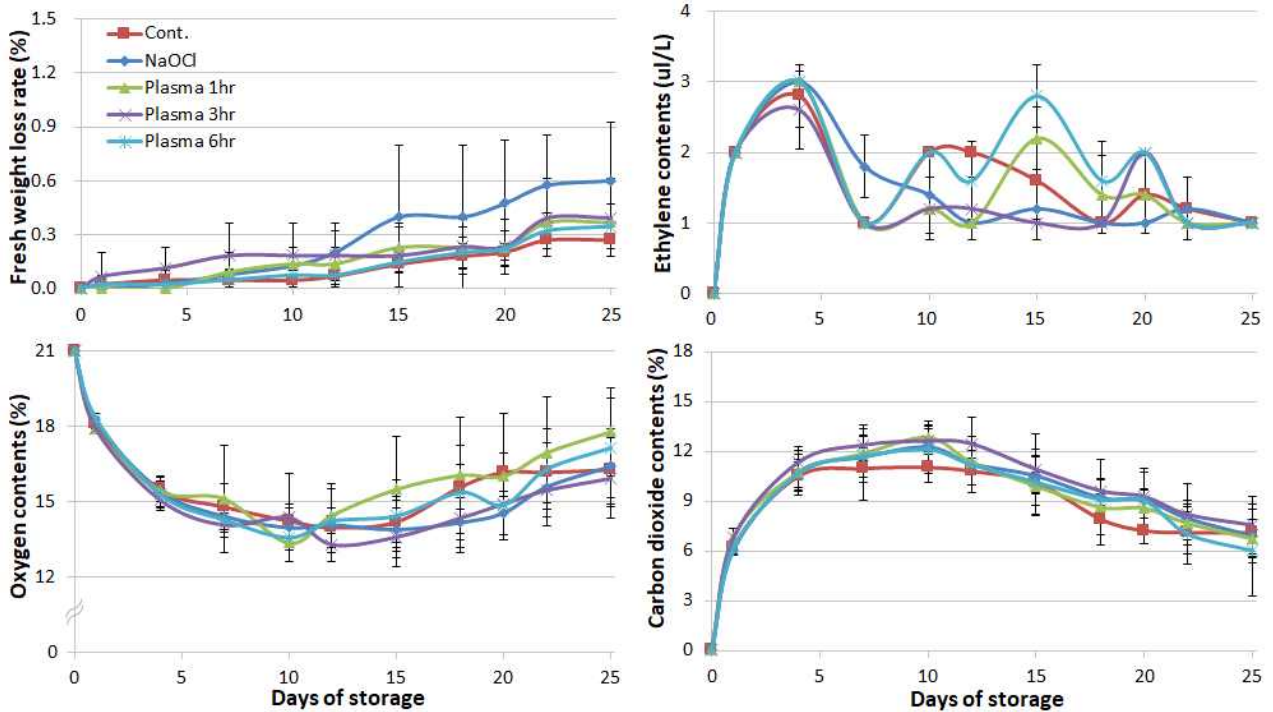 Fresh weight loss rate (%)
1.5
1.2
0.9
0.6
0.3
0.0
Cont.
NaOCl
Plasma 1hr
Plasma 3hr
Plasma 6hr
0 5 10 15 20 25
Ethylene contents (ul/L)
4
3
2
1
0
0 5 10 15 20 25
Oxygen contents (%)
21
18
15
12
0
0 5 10 15 20 25
Days of storage
Carbon dioxide contents (%)
18
15
12
9
6
3
0
0 5 10 15 20 25
Days of storage